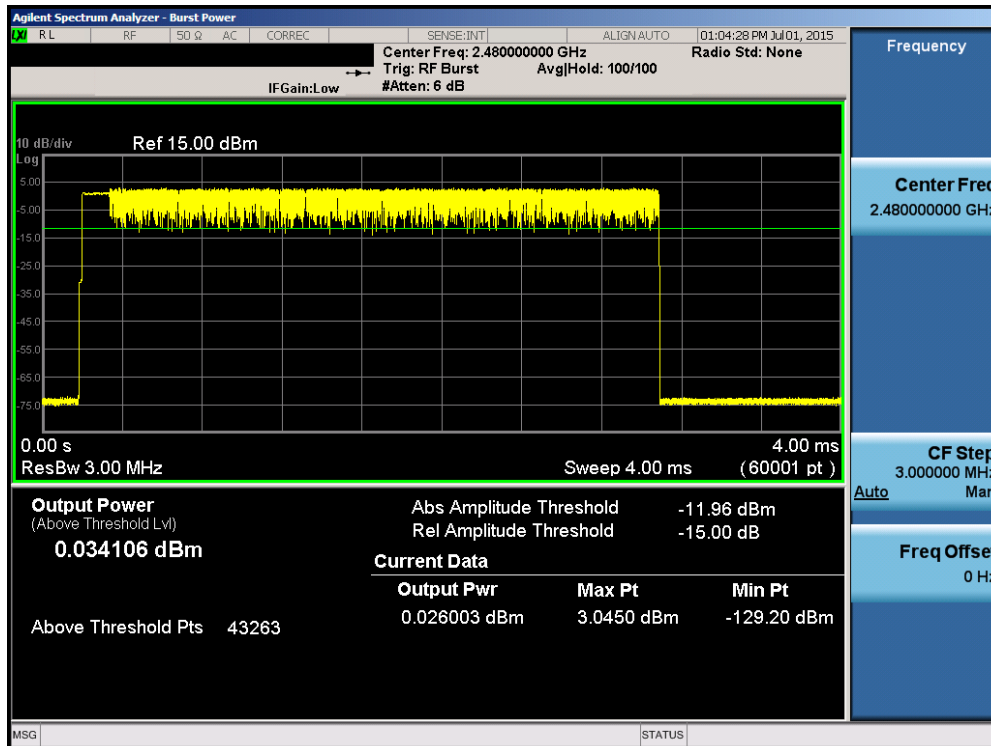 Agilent Spectrum Analyzer - Burst Power
LXI RL RF 50 Ω AC CORREC SENSE:INT ALIGN AUTO 01:04:28 PM Jul 01, 2015
Center Freq: 2.480000000 GHz Radio Std: None
Trig: RF Burst Avg|Hold: 100/100
IFGain:Low #Atten: 6 dB
10 dB/div Ref 15.00 dBm
Log
5.00
-5.00
-15.0
-25.0
-35.0
-45.0
-55.0
-65.0
-75.0
0.00 s 4.00 ms
ResBw 3.00 MHz Sweep 4.00 ms (60001 pt)
Output Power
(Above Threshold Lvl)
0.034106 dBm
Above Threshold Pts 43263
Abs Amplitude Threshold -11.96 dBm
Rel Amplitude Threshold -15.00 dB
Current Data
Output Pwr Max Pt Min Pt
0.026003 dBm 3.0450 dBm -129.20 dBm
Frequency
Center Freq
2.480000000 GHz
CF Step
3.000000 MHz
Auto Man
Freq Offse
0 Hz
MSG STATUS